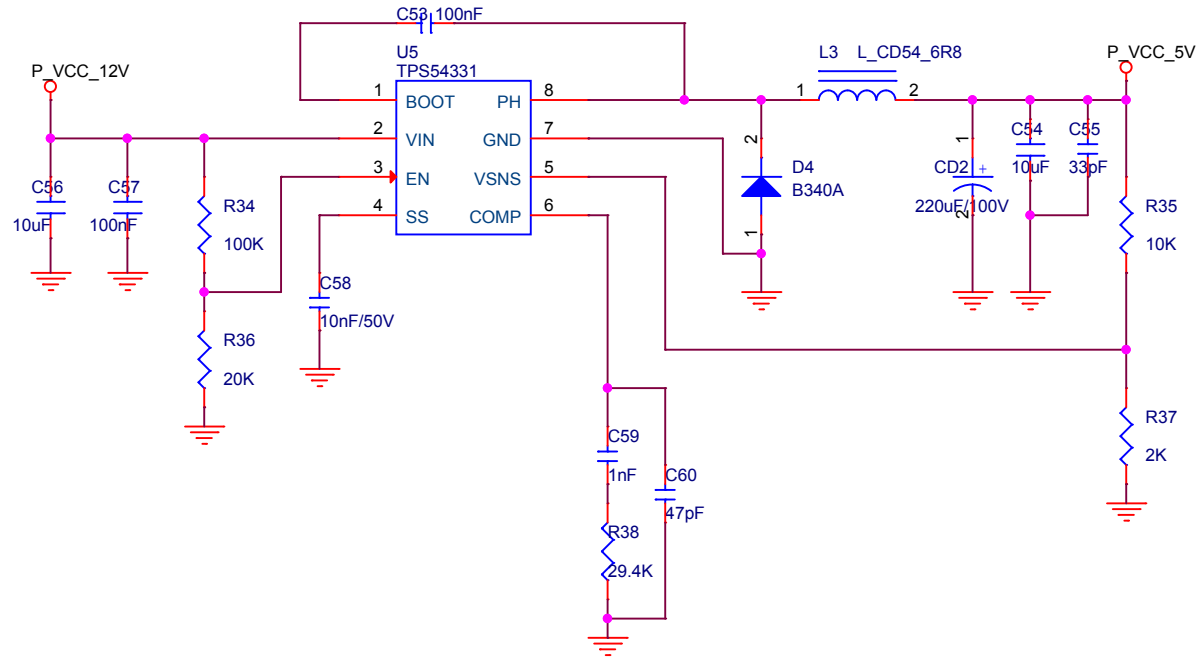 C53 100nF
U5
TPS54331
L3 L_CD54_6R8
P_VCC_12V
P_VCC_5V
1 BOOT PH 8
1 2
2 VIN GND 7
3 EN VSNS 5
4 SS COMP 6
C56
10uF
C57
100nF
R34
100K
2
D4
B340A
1
1
CD2 +
220uF/100V
2
C54
10uF
C55
33pF
R35
10K
C58
10nF/50V
R36
20K
R37
2K
C59
1nF
C60
47pF
R38
29.4K